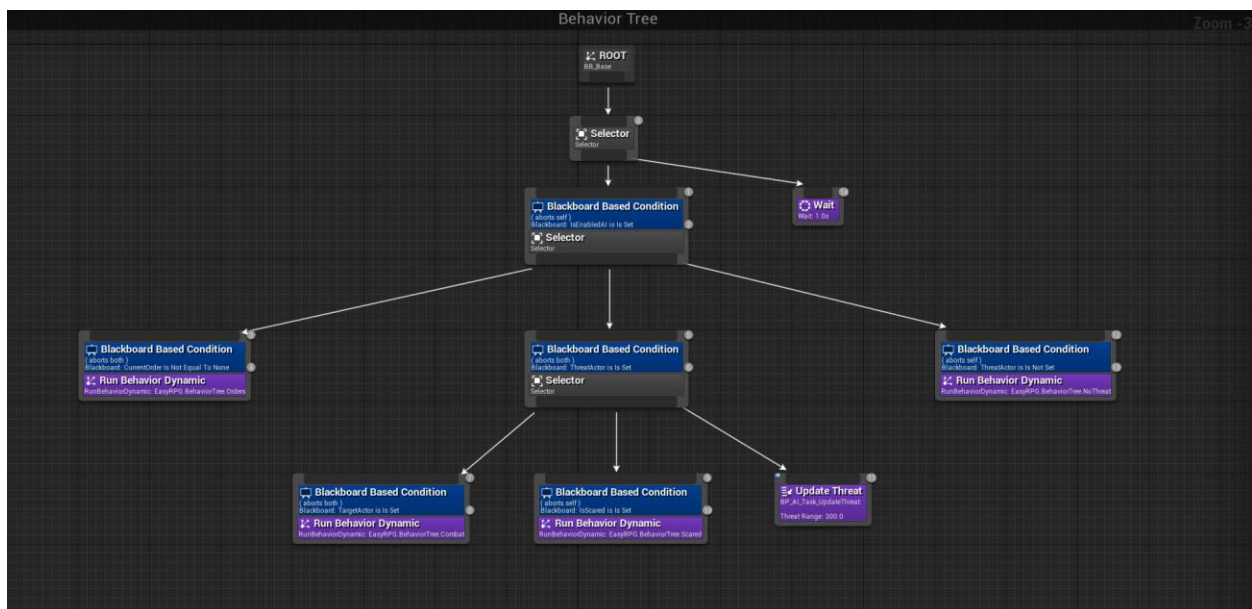 Behavior Tree
Zoom -3
ROOT
BB_Base
Selector
Selector
Blackboard Based Condition
( aborts self )
Blackboard: IsEnabledAI is Is Set
Selector
Selector
Wait
Wait: 1.0s
Blackboard Based Condition
( aborts both )
Blackboard: CurrentOrder Is Not Equal To None
Run Behavior Dynamic
RunBehaviorDynamic: EasyRPG.BehaviorTree.Orders
Blackboard Based Condition
( aborts both )
Blackboard: ThreatActor is Is Set
Selector
Selector
Blackboard Based Condition
( aborts self )
Blackboard: ThreatActor is Is Not Set
Run Behavior Dynamic
RunBehaviorDynamic: EasyRPG.BehaviorTree.NoThreat
Blackboard Based Condition
( aborts both )
Blackboard: TargetActor is Is Set
Run Behavior Dynamic
RunBehaviorDynamic: EasyRPG.BehaviorTree.Combat
Blackboard Based Condition
( aborts self )
Blackboard: IsScared is Is Set
Run Behavior Dynamic
RunBehaviorDynamic: EasyRPG.BehaviorTree.Scared
Update Threat
BP_AI_Task_UpdateThreat
Threat Range: 300.0